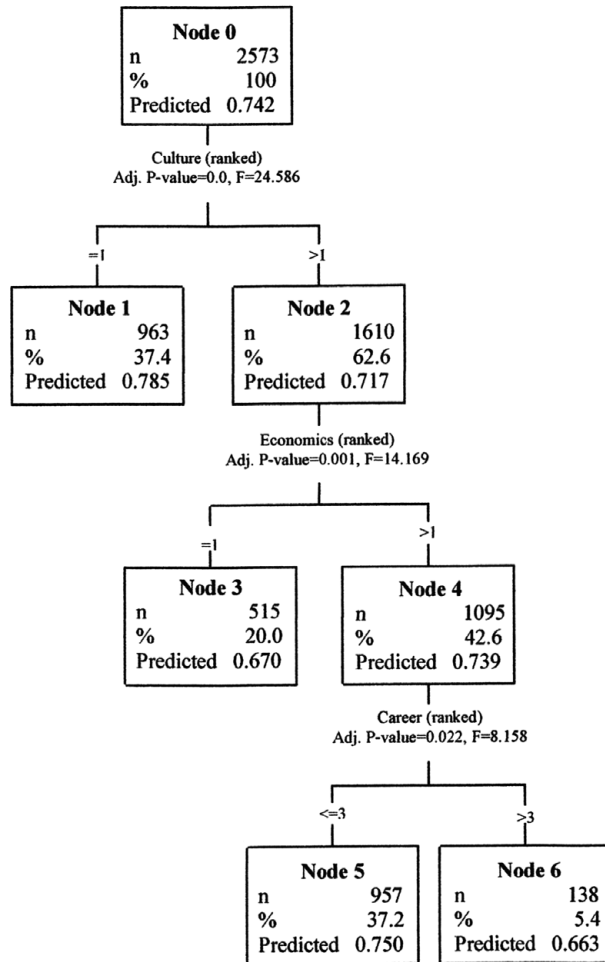 Node 0
n 2573
% 100
Predicted 0.742
Culture (ranked)
Adj. P-value=0.0, F=24.586
=1
>1
Node 1
n 963
% 37.4
Predicted 0.785
Node 2
n 1610
% 62.6
Predicted 0.717
Economics (ranked)
Adj. P-value=0.001, F=14.169
=1
>1
Node 3
n 515
% 20.0
Predicted 0.670
Node 4
n 1095
% 42.6
Predicted 0.739
Career (ranked)
Adj. P-value=0.022, F=8.158
<=3
>3
Node 5
n 957
% 37.2
Predicted 0.750
Node 6
n 138
% 5.4
Predicted 0.663